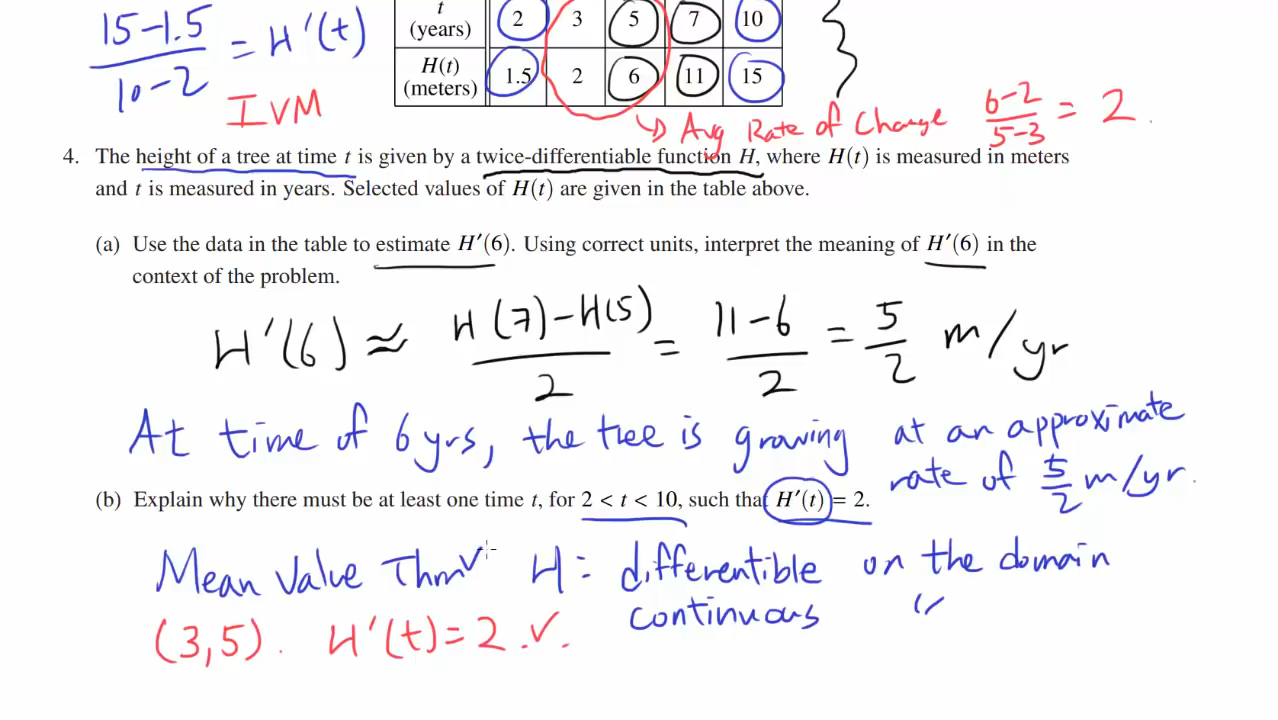 15-1.5
10-2
= H'(t)
IVM
t (years) 2 3 5 7 10
H(t) (meters) 1.5 2 6 11 15
↳ Avg Rate of Change 6-2/5-3 = 2.
4. The height of a tree at time t is given by a twice-differentiable function H, where H(t) is measured in meters
and t is measured in years. Selected values of H(t) are given in the table above.
(a) Use the data in the table to estimate H′(6). Using correct units, interpret the meaning of H′(6) in the
context of the problem.
H'(6) ≈ H(7)-H(5)/2 = 11-6/2 = 5/2 m/yr
At time of 6 yrs, the tree is growing at an approximate
rate of 5/2 m/yr.
(b) Explain why there must be at least one time t, for 2 < t < 10, such that H′(t) = 2.
Mean Value Thm ✓ H = differentible on the domain
continuous
(3,5). H'(t)=2.✓.